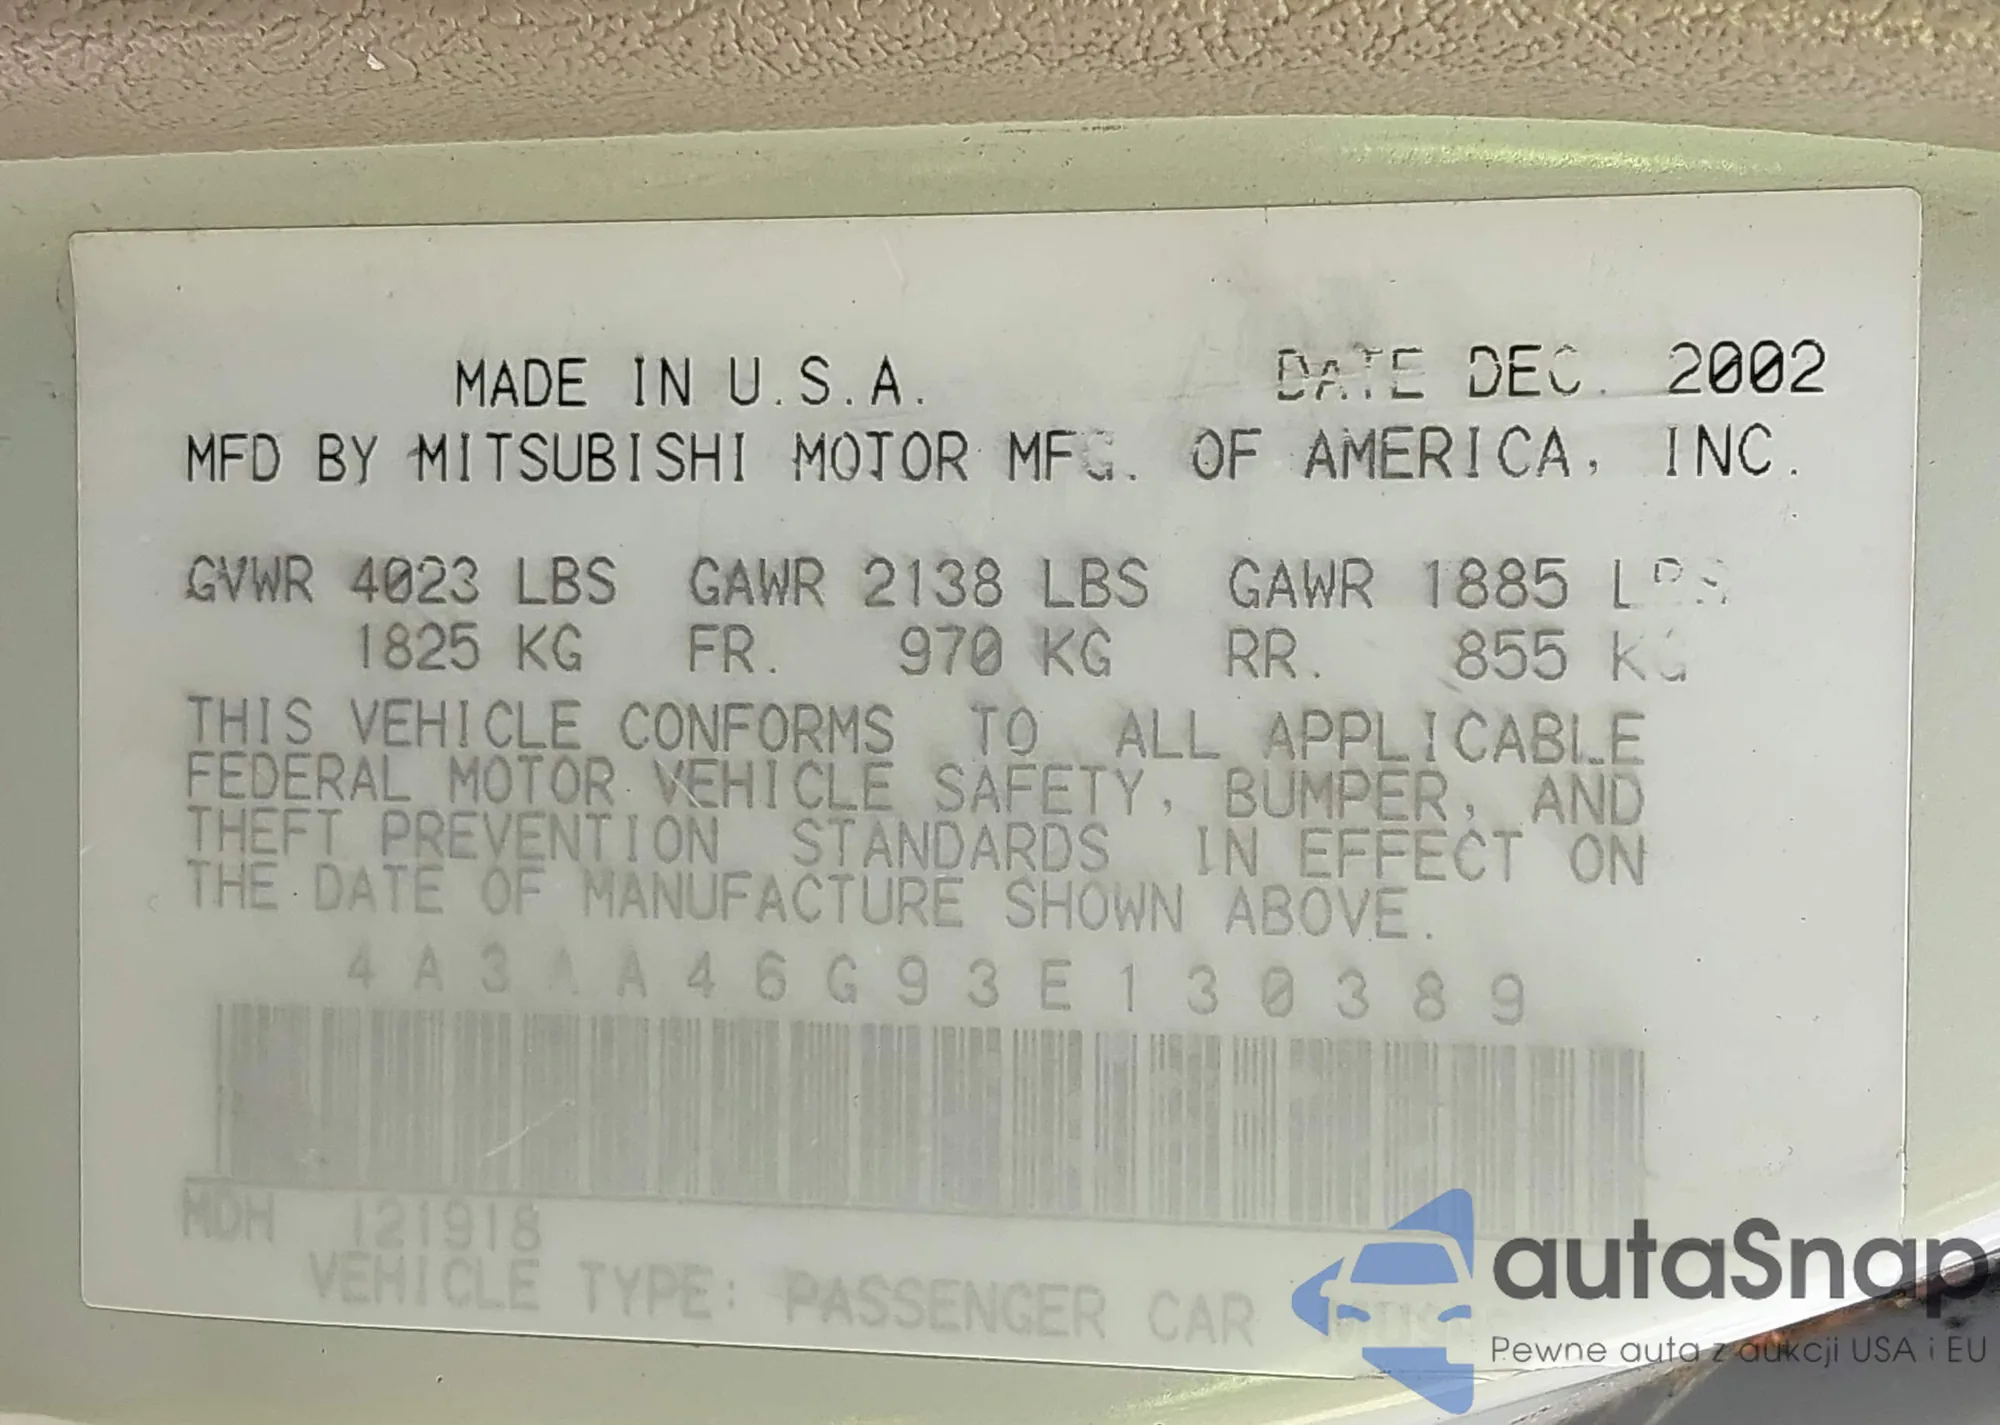 MADE IN U.S.A. DATE DEC. 2002
MFD BY MITSUBISHI MOTOR MFG. OF AMERICA, INC.
GVWR 4023 LBS GAWR 2138 LBS GAWR 1885 LBS
1825 KG FR. 970 KG RR. 855 KG
THIS VEHICLE CONFORMS TO ALL APPLICABLE
FEDERAL MOTOR VEHICLE SAFETY, BUMPER, AND
THEFT PREVENTION STANDARDS IN EFFECT ON
THE DATE OF MANUFACTURE SHOWN ABOVE.
4A3AA46G93E130389
MDH 121918
VEHICLE TYPE: PASSENGER CAR
autaSnap
Pewne auta z aukcji USA i EU